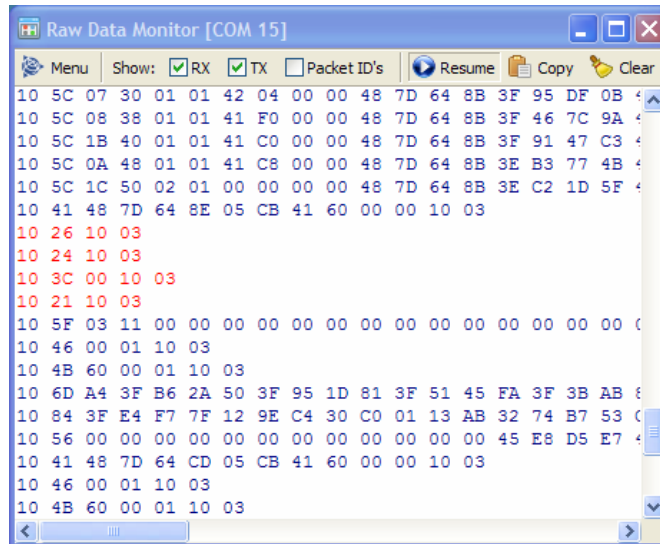 Raw Data Monitor [COM 15]
Menu Show: RX TX Packet ID's Resume Copy Clear
10 5C 07 30 01 01 42 04 00 00 48 7D 64 8B 3F 95 DF 0B
10 5C 08 38 01 01 41 F0 00 00 48 7D 64 8B 3F 46 7C 9A
10 5C 1B 40 01 01 41 C0 00 00 48 7D 64 8B 3F 91 47 C3
10 5C 0A 48 01 01 41 C8 00 00 48 7D 64 8B 3E B3 77 4B
10 5C 1C 50 02 01 00 00 00 00 48 7D 64 8B 3E C2 1D 5F
10 41 48 7D 64 8E 05 CB 41 60 00 00 10 03
10 26 10 03
10 24 10 03
10 3C 00 10 03
10 21 10 03
10 5F 03 11 00 00 00 00 00 00 00 00 00 00 00 00 00 00
10 46 00 01 10 03
10 4B 60 00 01 10 03
10 6D A4 3F B6 2A 50 3F 95 1D 81 3F 51 45 FA 3F 3B AB
10 84 3F E4 F7 7F 12 9E C4 30 C0 01 13 AB 32 74 B7 53
10 56 00 00 00 00 00 00 00 00 00 00 00 00 45 E8 D5 E7
10 41 48 7D 64 CD 05 CB 41 60 00 00 10 03
10 46 00 01 10 03
10 4B 60 00 01 10 03